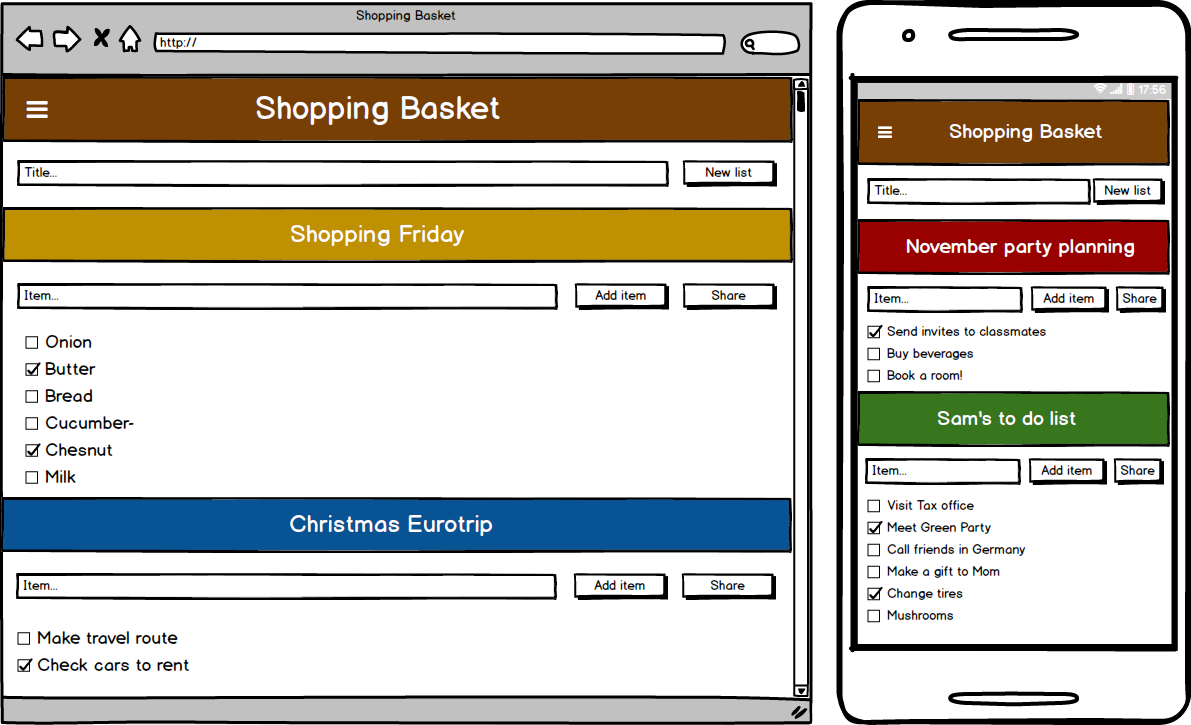 Shopping Basket
http://
Shopping Basket
Title...
New list
Shopping Friday
Item...
Add item
Share
Onion
Butter
Bread
Cucumber-
Chesnut
Milk
Christmas Eurotrip
Item...
Add item
Share
Make travel route
Check cars to rent
17:56
Shopping Basket
Title...
New list
November party planning
Item...
Add item
Share
Send invites to classmates
Buy beverages
Book a room!
Sam's to do list
Item...
Add item
Share
Visit Tax office
Meet Green Party
Call friends in Germany
Make a gift to Mom
Change tires
Mushrooms